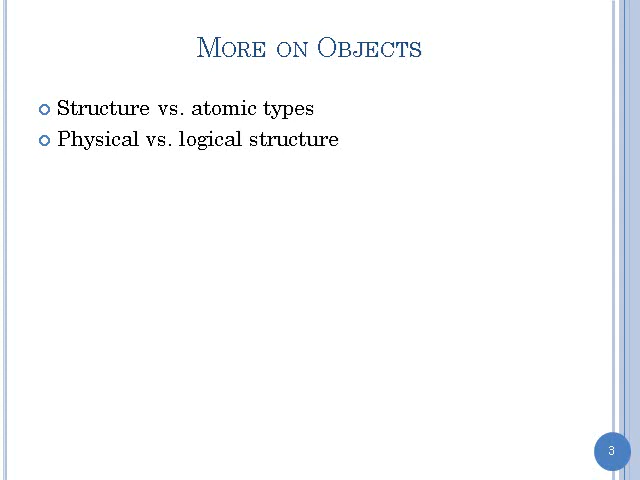 More on Objects
Structure vs. atomic types
Physical vs. logical structure
3